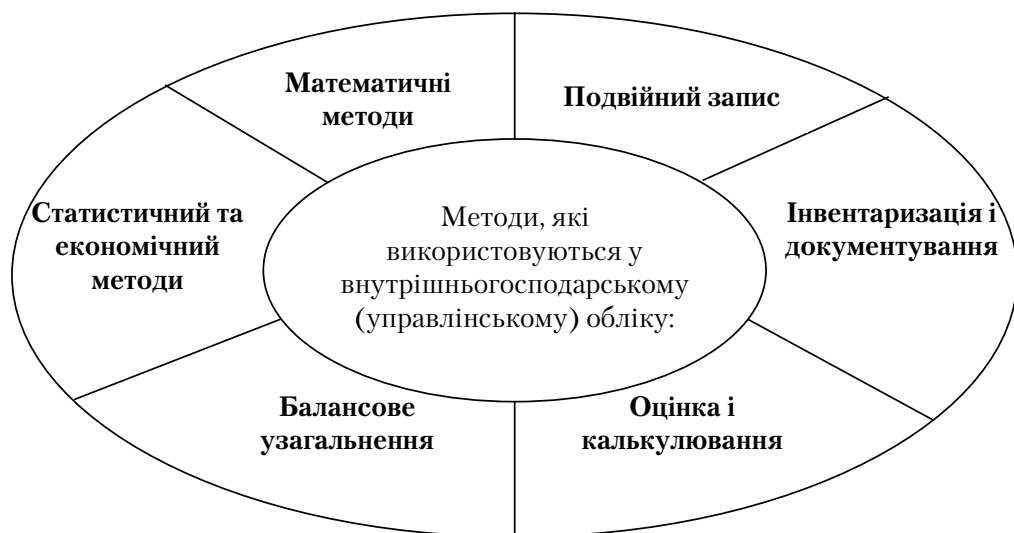 Математичні
методи
Подвійний запис
Статистичний та
економічний
методи
Методи, які
використовуються у
внутрішньогосподарському
(управлінському) обліку:
Інвентаризація і
документування
Балансове
узагальнення
Оцінка і
калькулювання